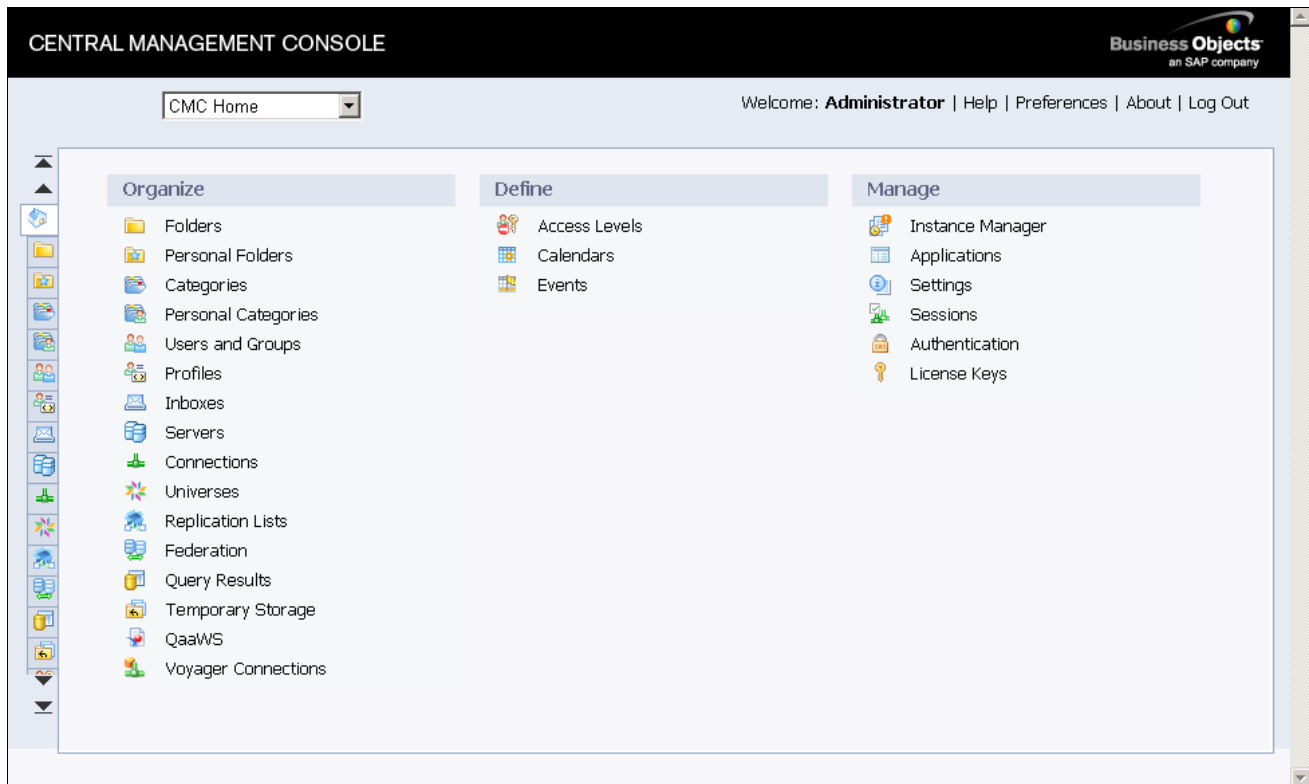 CENTRAL MANAGEMENT CONSOLE
Business Objects
an SAP company
CMC Home
Welcome: Administrator | Help | Preferences | About | Log Out
Organize
Folders
Personal Folders
Categories
Personal Categories
Users and Groups
Profiles
Inboxes
Servers
Connections
Universes
Replication Lists
Federation
Query Results
Temporary Storage
QaaWS
Voyager Connections
Define
Access Levels
Calendars
Events
Manage
Instance Manager
Applications
Settings
Sessions
Authentication
License Keys